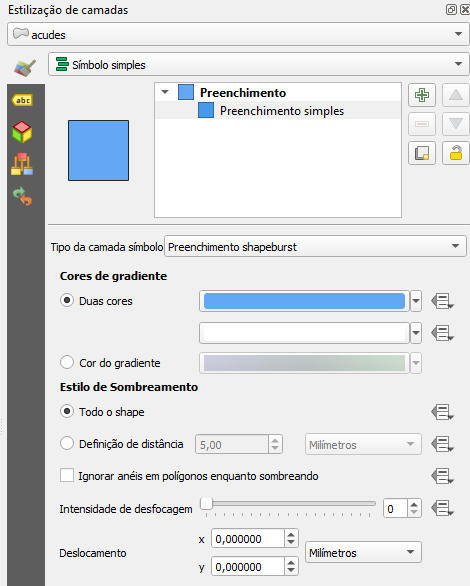 Estilização de camadas
acudes
Símbolo simples
abc
Preenchimento
Preenchimento simples
Tipo da camada símbolo Preenchimento shapeburst
Cores de gradiente
Duas cores
Cor do gradiente
Estilo de Sombreamento
Todo o shape
Definição de distância 5,00 Milímetros
Ignorar anéis em polígonos enquanto sombreando
Intensidade de desfocagem 0
x 0,000000
Deslocamento Milímetros
y 0,000000